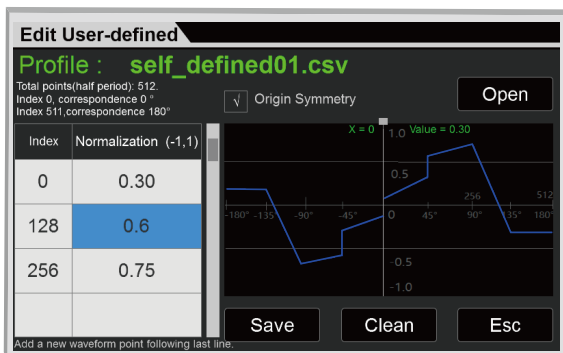 Edit User-defined
Profile : self_defined01.csv
Total points(half period): 512.
Index 0, correspondence 0 °
Index 511,correspondence 180°
√ Origin Symmetry
Open
Index Normalization (-1,1)
0 0.30
128 0.6
256 0.75
X = 0 1.0 Value = 0.30
0.5
256 512
-180° -135° -90° -45° 0 45° 90° 135° 180°
-0.5
-1.0
Save Clean Esc
Add a new waveform point following last line.